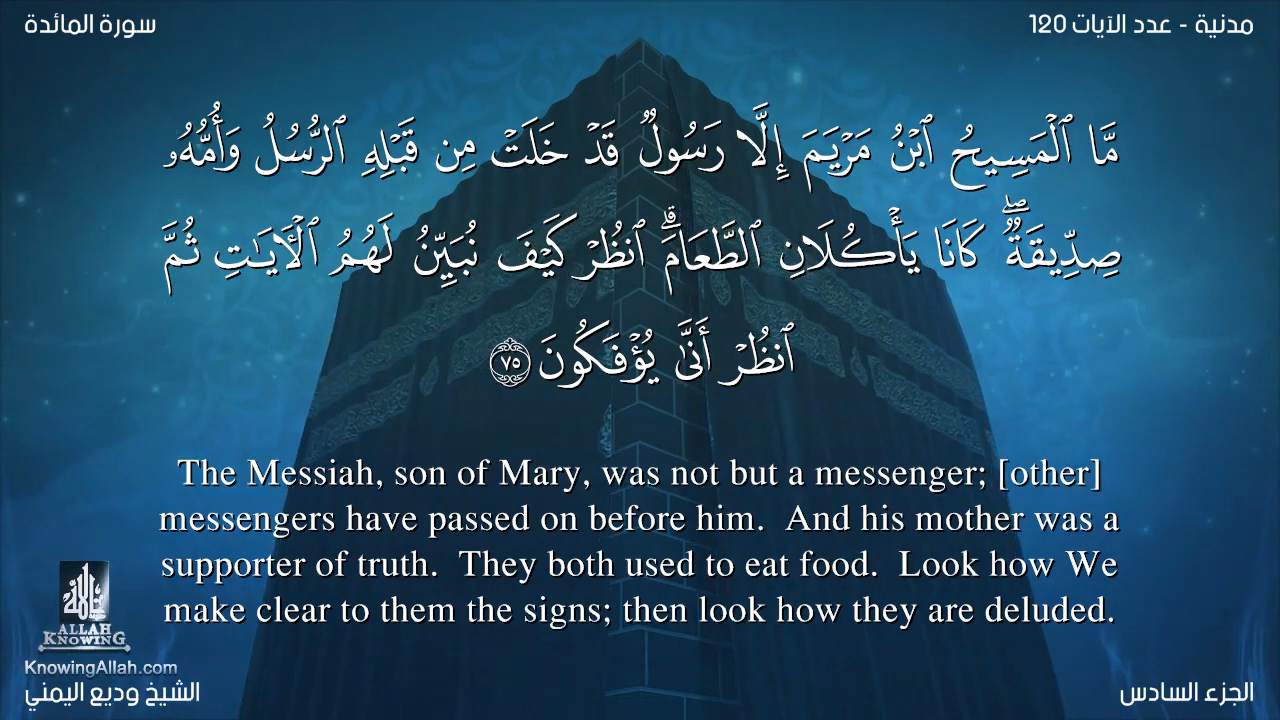 سورة المائدة
مدنية - عدد الآيات 120
مَّا ٱلْمَسِيحُ ٱبْنُ مَرْيَمَ إِلَّا رَسُولٌ قَدْ خَلَتْ مِن قَبْلِهِ ٱلرُّسُلُ وَأُمُّهُۥ
صِدِّيقَةٌ ۖ كَانَا يَأْكُلَانِ ٱلطَّعَامَ ۗ ٱنظُرْ كَيْفَ نُبَيِّنُ لَهُمُ ٱلْـَٔايَـٰتِ ثُمَّ
ٱنظُرْ أَنَّىٰ يُؤْفَكُونَ ٧٥
The Messiah, son of Mary, was not but a messenger; [other]
messengers have passed on before him.  And his mother was a
supporter of truth.  They both used to eat food.  Look how We
make clear to them the signs; then look how they are deluded.
ALLAH
KNOWING
KnowingAllah.com
الشيخ وديع اليمني
الجزء السادس